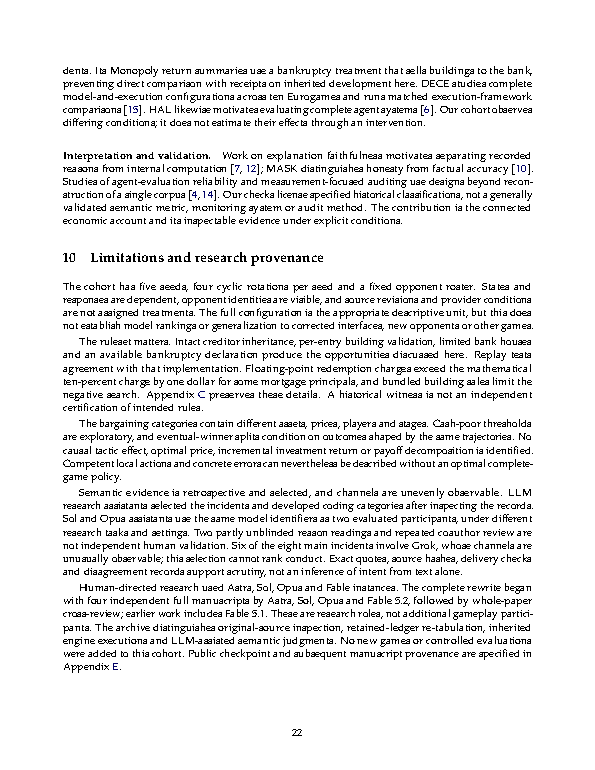 denta. Its Monopoly return summaries use a bankruptcy treatment that sells buildings to the bank,
preventing direct comparison with receipts on inherited development here. DECE studies complete
model-and-execution configurations across ten Eurogames and runs matched execution-framework
comparisons [15]. HAL likewise motivates evaluating complete agent systems [6]. Our cohort observes
differing conditions; it does not estimate their effects through an intervention.
Interpretation and validation. Work on explanation faithfulness motivates separating recorded
reasons from internal computation [7, 12]; MASK distinguishes honesty from factual accuracy [10].
Studies of agent-evaluation reliability and measurement-focused auditing use designs beyond recon-
struction of a single corpus [4, 14]. Our checks license specified historical classifications, not a generally
validated semantic metric, monitoring system or audit method. The contribution is the connected
economic account and its inspectable evidence under explicit conditions.
10 Limitations and research provenance
The cohort has five seeds, four cyclic rotations per seed and a fixed opponent roster. States and
responses are dependent, opponent identities are visible, and source revisions and provider conditions
are not assigned treatments. The full configuration is the appropriate descriptive unit, but this does
not establish model rankings or generalization to corrected interfaces, new opponents or other games.
The ruleset matters. Intact creditor inheritance, per-entry building validation, limited bank houses
and an available bankruptcy declaration produce the opportunities discussed here. Replay tests
agreement with that implementation. Floating-point redemption charges exceed the mathematical
ten-percent charge by one dollar for some mortgage principals, and bundled building sales limit the
negative search. Appendix C preserves these details. A historical witness is not an independent
certification of intended rules.
The bargaining categories contain different assets, prices, players and stages. Cash-poor thresholds
are exploratory, and eventual-winner splits condition on outcomes shaped by the same trajectories. No
causal tactic effect, optimal price, incremental investment return or payoff decomposition is identified.
Competent local actions and concrete errors can nevertheless be described without an optimal complete-
game policy.
Semantic evidence is retrospective and selected, and channels are unevenly observable. LLM
research assistants selected the incidents and developed coding categories after inspecting the records.
Sol and Opus assistants use the same model identifiers as two evaluated participants, under different
research tasks and settings. Two partly unblinded reason readings and repeated coauthor review are
not independent human validation. Six of the eight main incidents involve Grok, whose channels are
unusually observable; this selection cannot rank conduct. Exact quotes, source hashes, delivery checks
and disagreement records support scrutiny, not an inference of intent from text alone.
Human-directed research used Astra, Sol, Opus and Fable instances. The complete rewrite began
with four independent full manuscripts by Astra, Sol, Opus and Fable 5.2, followed by whole-paper
cross-review; earlier work includes Fable 5.1. These are research roles, not additional gameplay partici-
pants. The archive distinguishes original-source inspection, retained-ledger re-tabulation, inherited
engine executions and LLM-assisted semantic judgments. No new games or controlled evaluations
were added to this cohort. Public checkpoint and subsequent manuscript provenance are specified in
Appendix E.
22